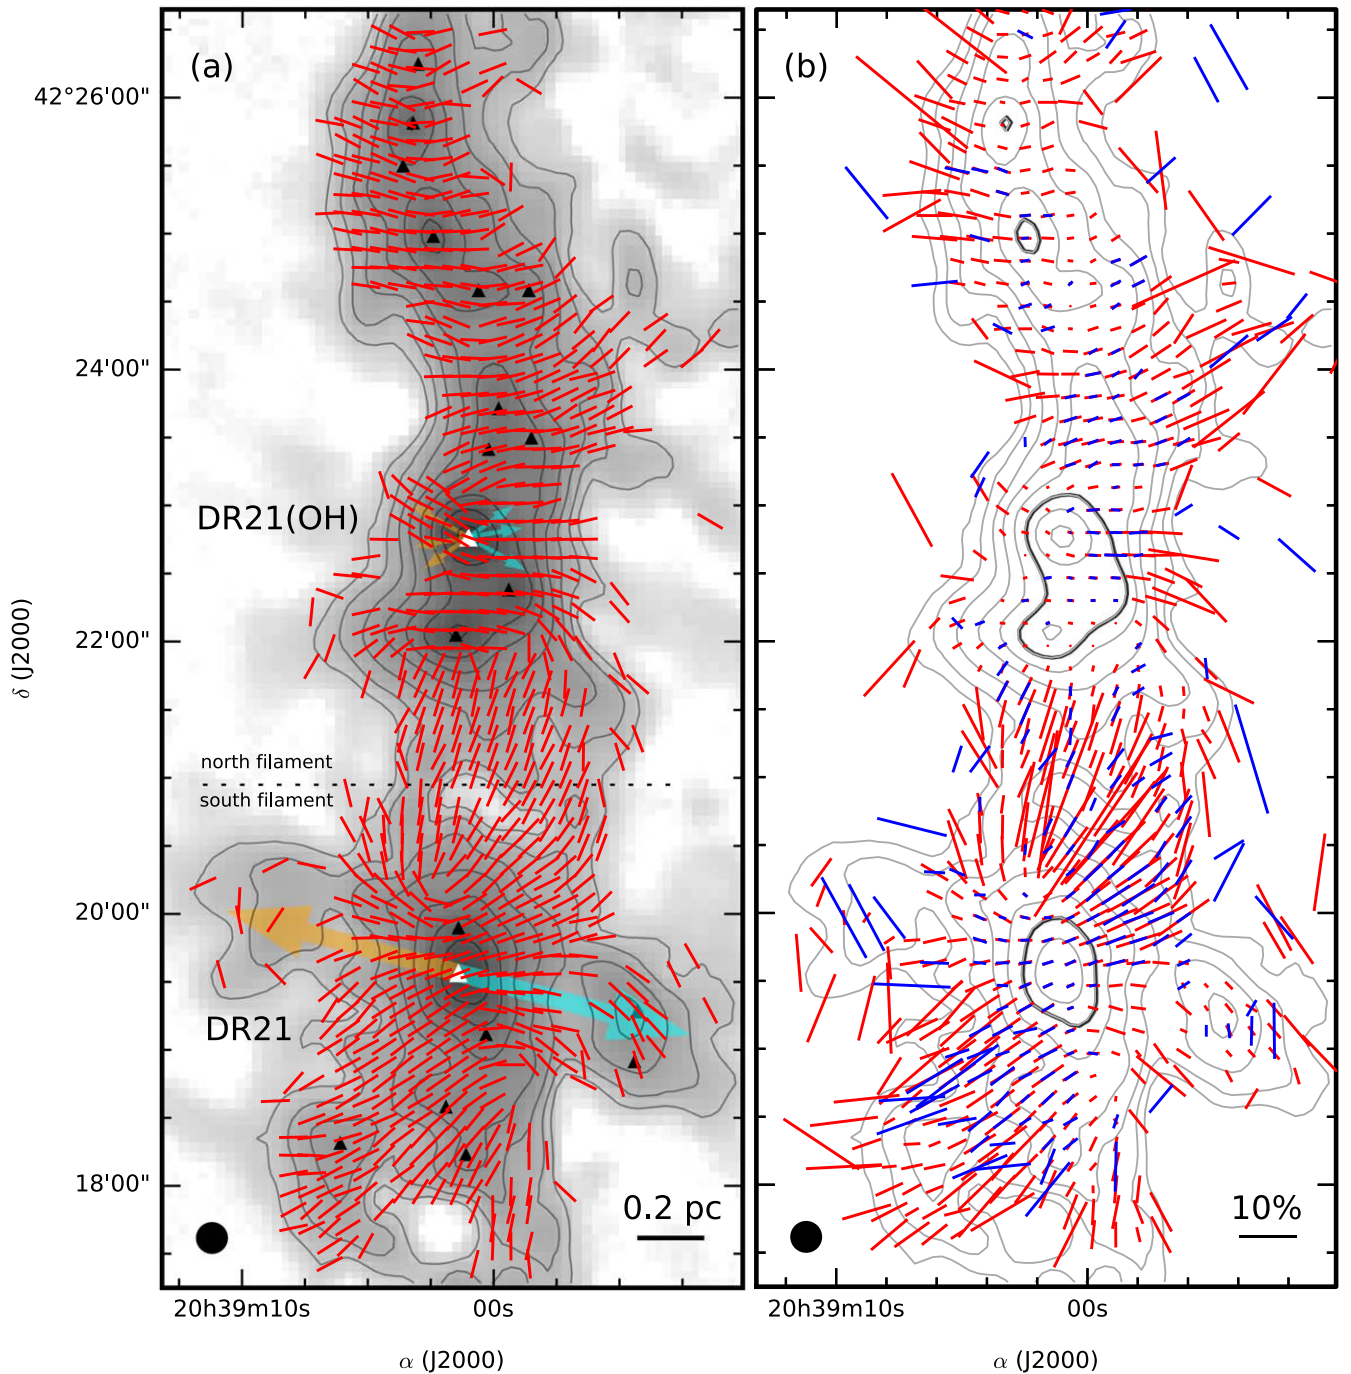 (a)
(b)
42°26'00"
24'00"
DR21(OH)
22'00"
δ (J2000)
north filament
south filament
20'00"
DR21
18'00"
0.2 pc
10%
20h39m10s
00s
20h39m10s
00s
α (J2000)
α (J2000)